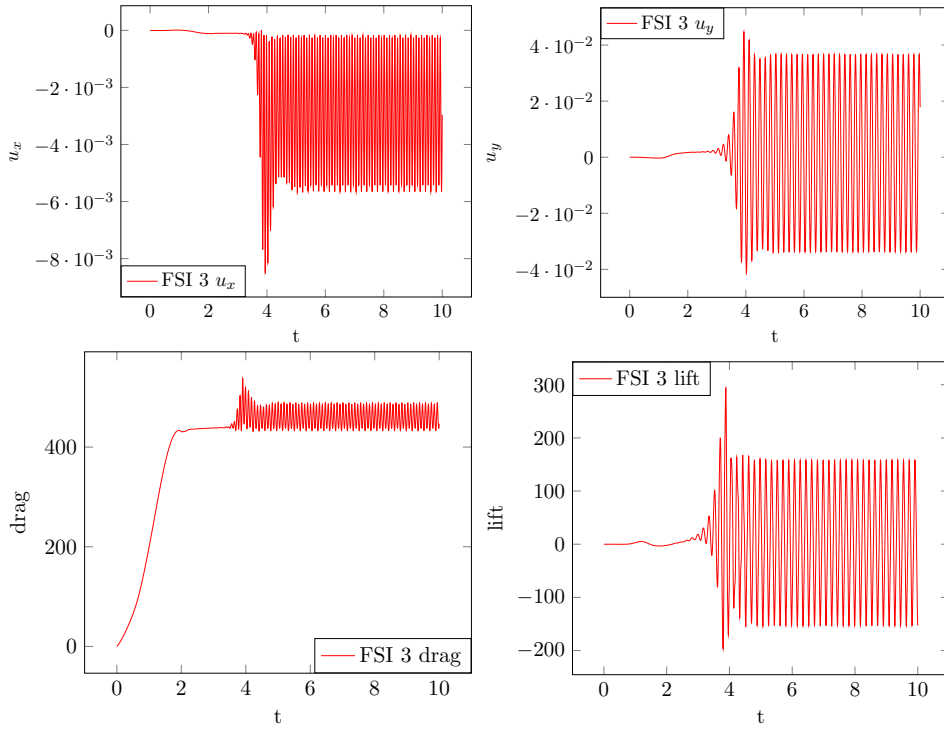 0
−2 · 10⁻³
−4 · 10⁻³
−6 · 10⁻³
−8 · 10⁻³
u_x
FSI 3 u_x
0 2 4 6 8 10
t
FSI 3 u_y
4 · 10⁻²
2 · 10⁻²
0
−2 · 10⁻²
−4 · 10⁻²
u_y
0 2 4 6 8 10
t
400
200
0
drag
FSI 3 drag
0 2 4 6 8 10
t
FSI 3 lift
300
200
100
0
−100
−200
lift
0 2 4 6 8 10
t